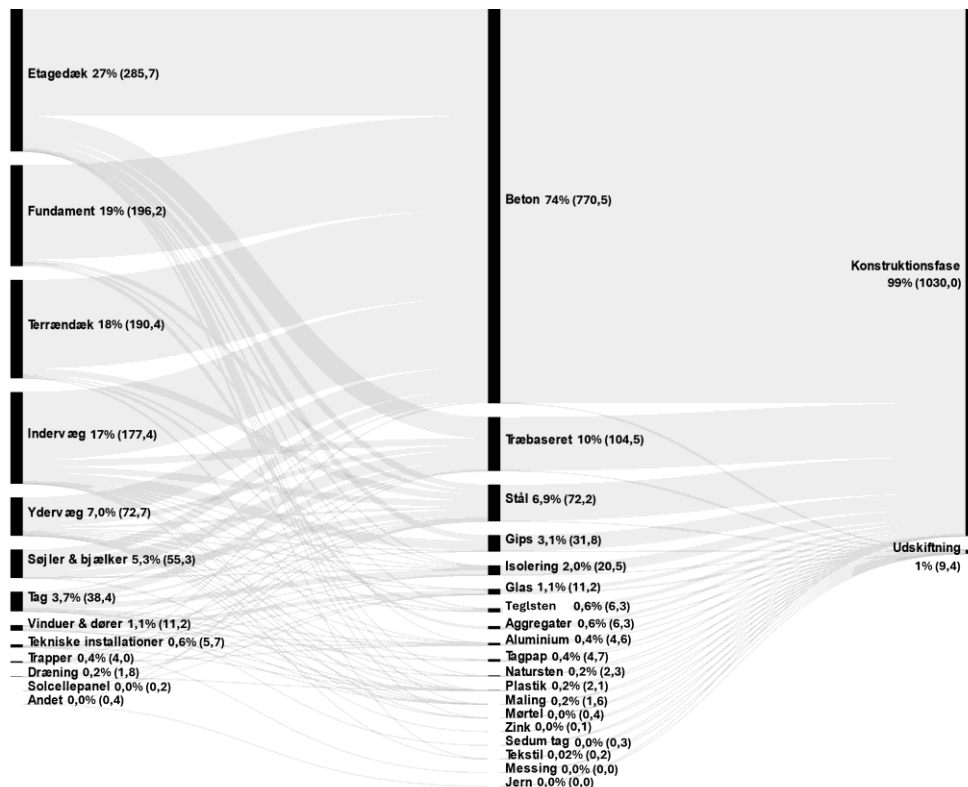 Etagedæk 27% (285,7)
Fundament 19% (196,2)
Terrændæk 18% (190,4)
Indervæg 17% (177,4)
Ydervæg 7,0% (72,7)
Søjler & bjælker 5,3% (55,3)
Tag 3,7% (38,4)
Vinduer & dører 1,1% (11,2)
Tekniske installationer 0,6% (5,7)
Trapper 0,4% (4,0)
Dræning 0,2% (1,8)
Solcellepanel 0,0% (0,2)
Andet 0,0% (0,4)
Beton 74% (770,5)
Træbaseret 10% (104,5)
Stål 6,9% (72,2)
Gips 3,1% (31,8)
Isolering 2,0% (20,5)
Glas 1,1% (11,2)
Teglsten 0,6% (6,3)
Aggregater 0,6% (6,3)
Aluminium 0,4% (4,6)
Tagpap 0,4% (4,7)
Natursten 0,2% (2,3)
Plastik 0,2% (2,1)
Maling 0,2% (1,6)
Mørtel 0,0% (0,4)
Zink 0,0% (0,1)
Sedum tag 0,0% (0,3)
Tekstil 0,02% (0,2)
Messing 0,0% (0,0)
Jern 0,0% (0,0)
Konstruktionsfase
99% (1030,0)
Udskiftning
1% (9,4)